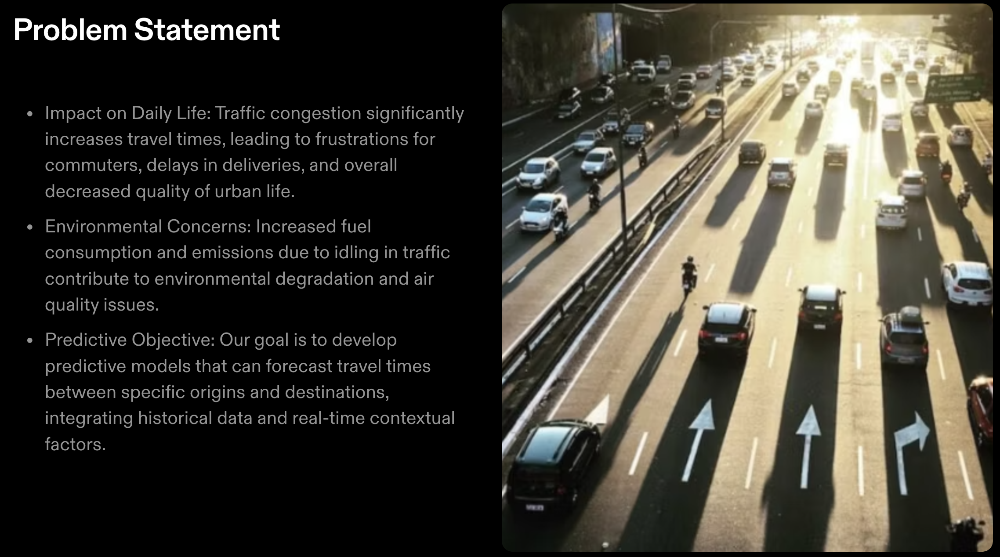 Problem Statement
• Impact on Daily Life: Traffic congestion significantly
increases travel times, leading to frustrations for
commuters, delays in deliveries, and overall
decreased quality of urban life.
• Environmental Concerns: Increased fuel
consumption and emissions due to idling in traffic
contribute to environmental degradation and air
quality issues.
• Predictive Objective: Our goal is to develop
predictive models that can forecast travel times
between specific origins and destinations,
integrating historical data and real-time contextual
factors.